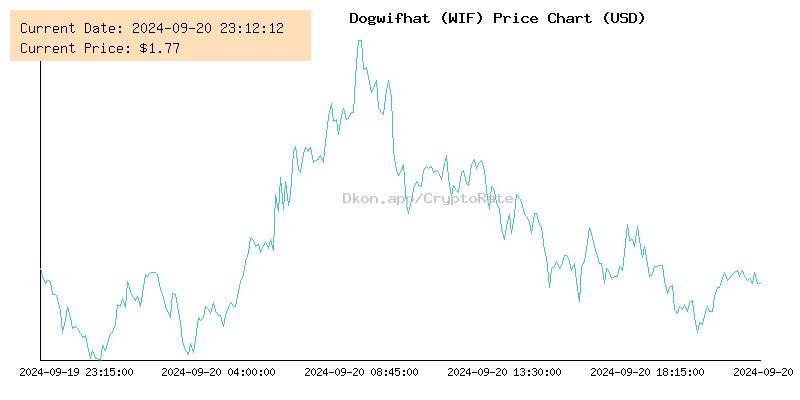 Dogwifhat (WIF) Price Chart (USD)
Current Date: 2024-09-20 23:12:12
Current Price: $1.77
Dkon.app/CryptoRate
2024-09-19 23:15:00 2024-09-20 04:00:00 2024-09-20 08:45:00 2024-09-20 13:30:00 2024-09-20 18:15:00 2024-09-20